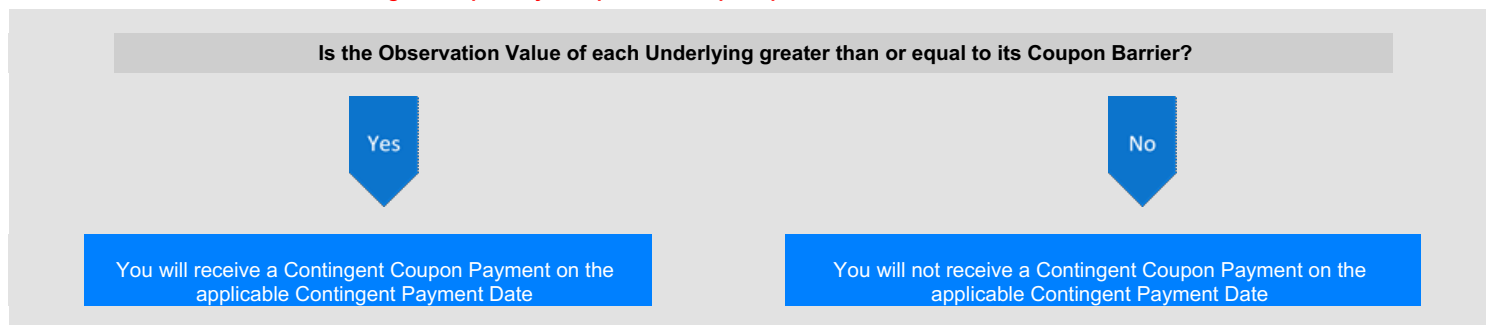 Is the Observation Value of each Underlying greater than or equal to its Coupon Barrier?
Yes
No
You will receive a Contingent Coupon Payment on the
applicable Contingent Payment Date
You will not receive a Contingent Coupon Payment on the
applicable Contingent Payment Date